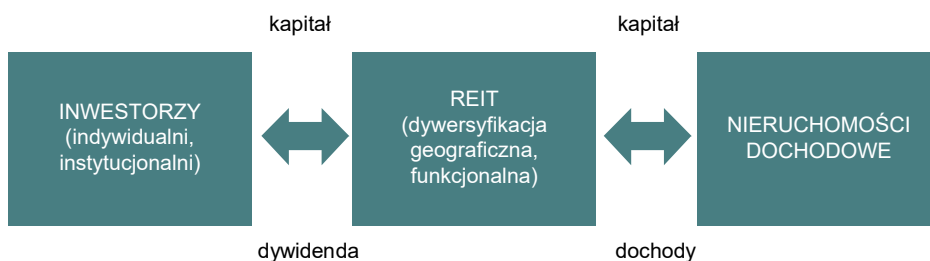 kapitał
kapitał
INWESTORZY
(indywidualni,
instytucjonalni)
REIT
(dywersyfikacja
geograficzna,
funkcjonalna)
NIERUCHOMOŚCI
DOCHODOWE
dywidenda
dochody